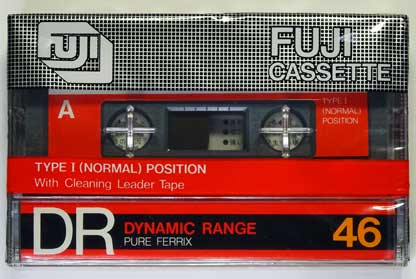 FUJI
FUJI
CASSETTE
A
TYPE I
(NORMAL)
POSITION
TYPE I (NORMAL) POSITION
With Cleaning Leader Tape
DR
DYNAMIC RANGE
PURE FERRIX
46